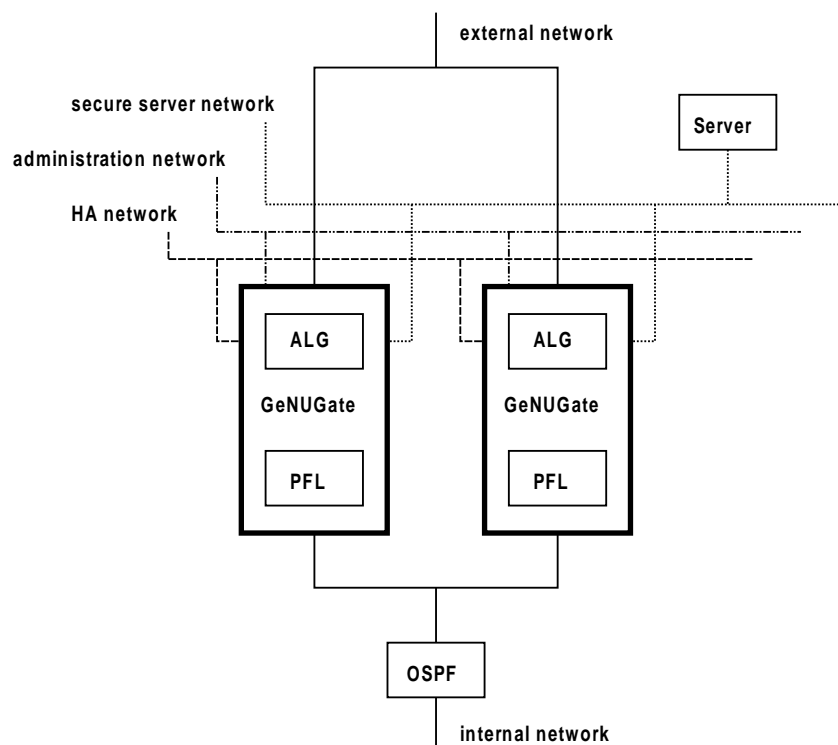 external network
secure server network
Server
administration network
HA network
ALG
ALG
GeNUGate
GeNUGate
PFL
PFL
OSPF
internal network